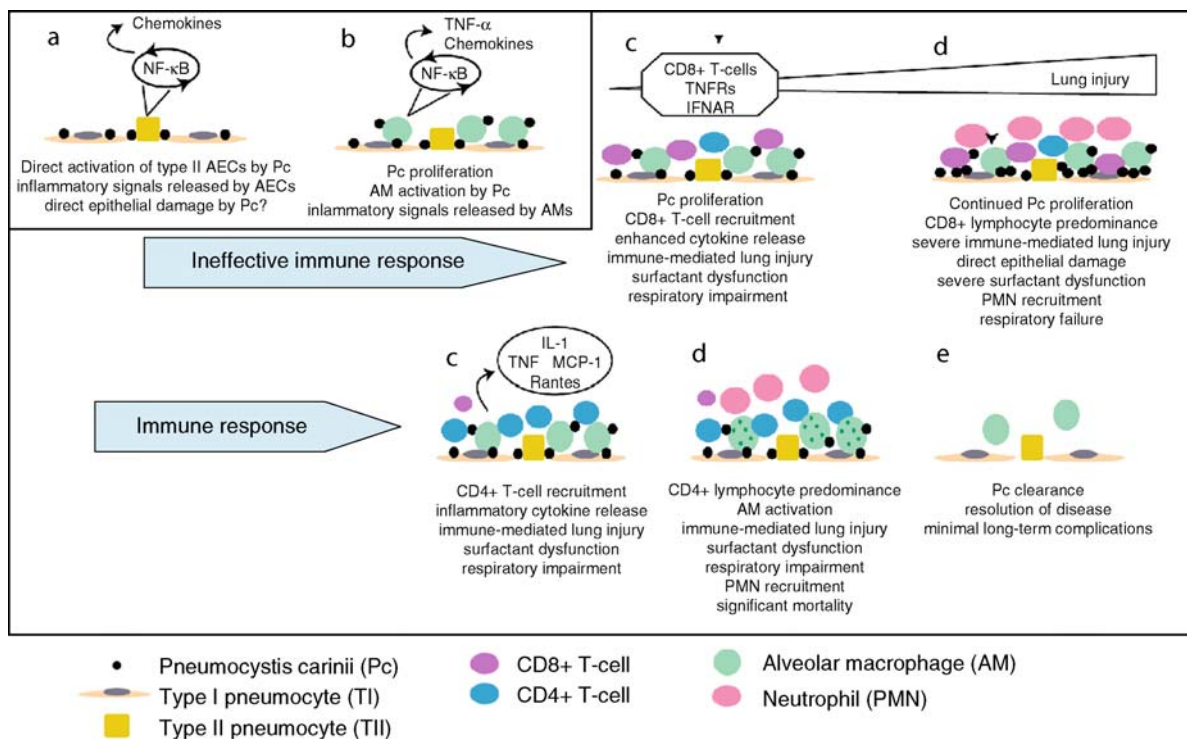 a
Chemokines
NF-κB
Direct activation of type II AECs by Pc
inflammatory signals released by AECs
direct epithelial damage by Pc?
b
TNF-α
Chemokines
NF-κB
Pc proliferation
AM activation by Pc
inlammatory signals released by AMs
c
CD8+ T-cells
TNFRs
IFNAR
Pc proliferation
CD8+ T-cell recruitment
enhanced cytokine release
immune-mediated lung injury
surfactant dysfunction
respiratory impairment
d
Lung injury
Continued Pc proliferation
CD8+ lymphocyte predominance
severe immune-mediated lung injury
direct epithelial damage
severe surfactant dysfunction
PMN recruitment
respiratory failure
Ineffective immune response
Immune response
c
IL-1
TNF MCP-1
Rantes
CD4+ T-cell recruitment
inflammatory cytokine release
immune-mediated lung injury
surfactant dysfunction
respiratory impairment
d
CD4+ lymphocyte predominance
AM activation
immune-mediated lung injury
surfactant dysfunction
respiratory impairment
PMN recruitment
significant mortality
e
Pc clearance
resolution of disease
minimal long-term complications
Pneumocystis carinii (Pc)
Type I pneumocyte (TI)
Type II pneumocyte (TII)
CD8+ T-cell
CD4+ T-cell
Alveolar macrophage (AM)
Neutrophil (PMN)